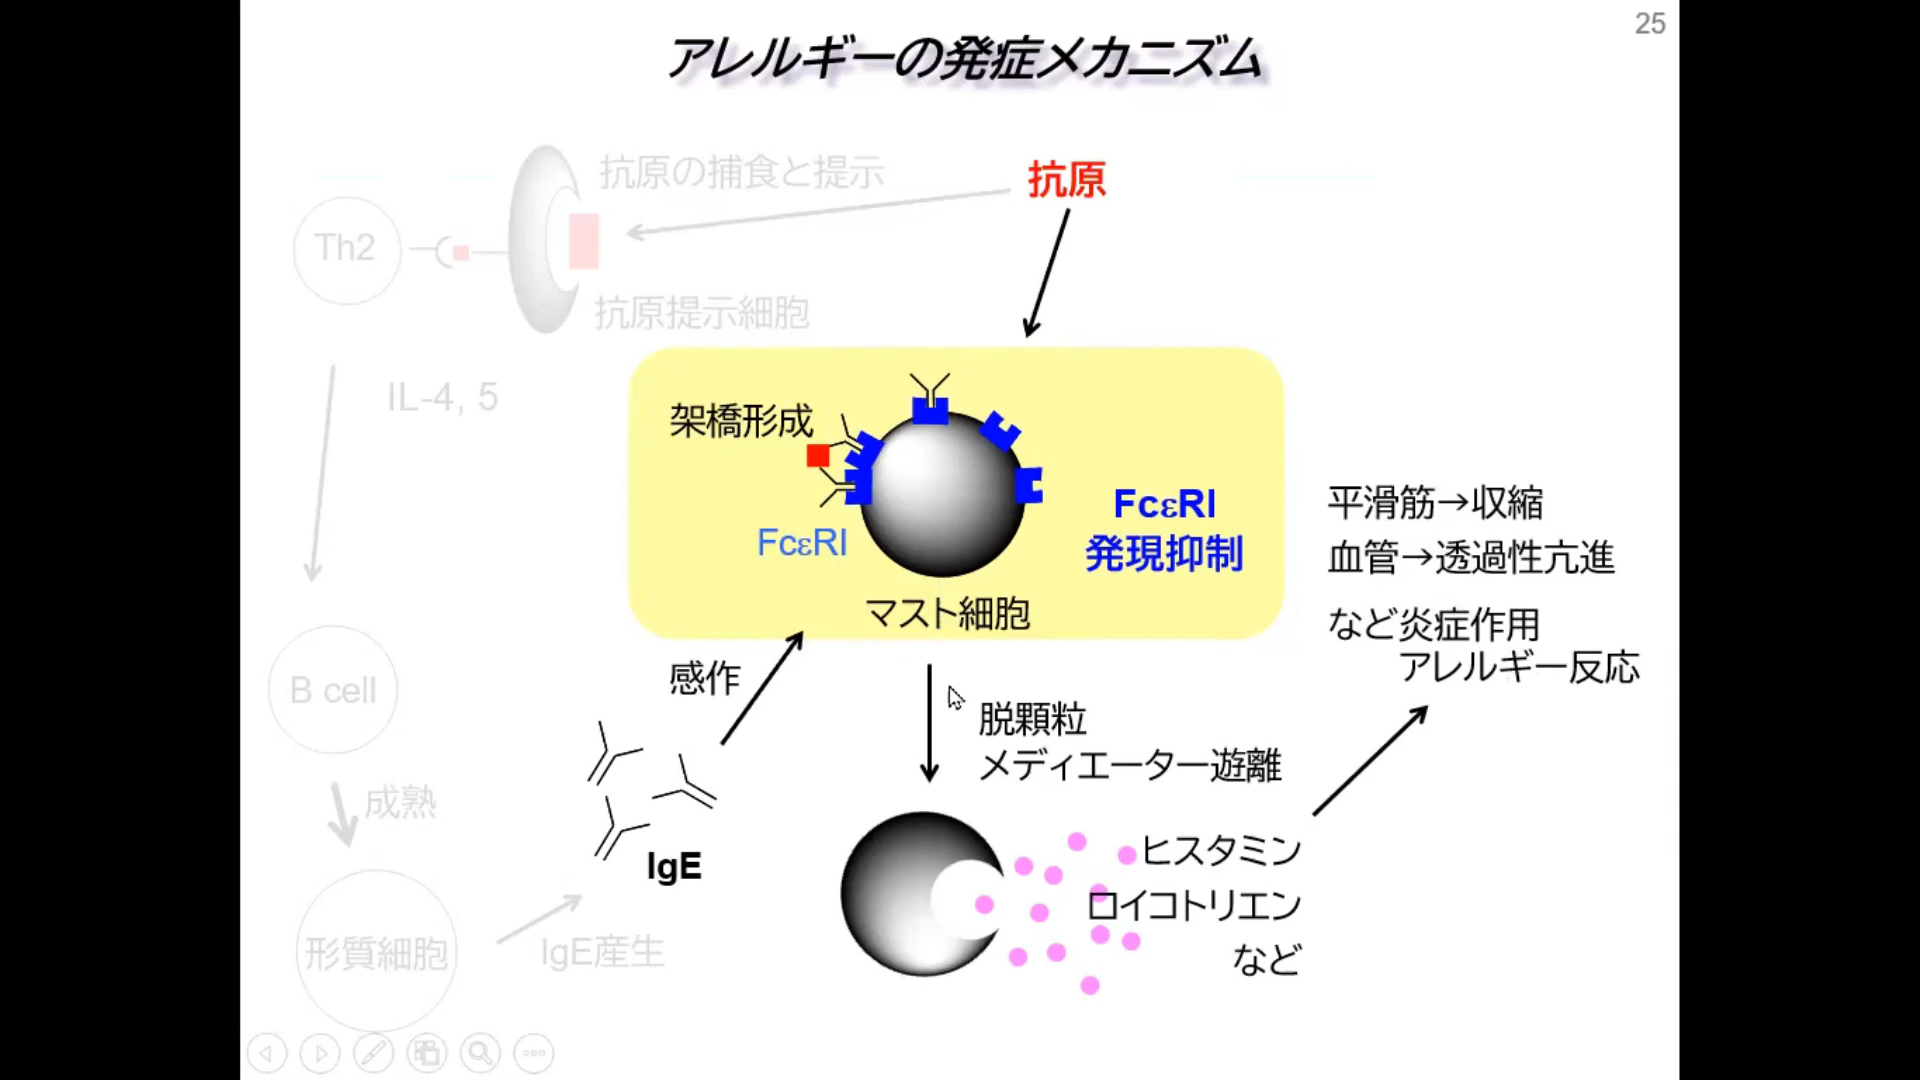 25
アレルギーの発症メカニズム
抗原の捕食と提示
抗原
Th2
抗原提示細胞
IL-4, 5
架橋形成
FcεRI
FcεRI
発現抑制
マスト細胞
平滑筋→収縮
血管→透過性亢進
など炎症作用
アレルギー反応
感作
B cell
脱顆粒
メディエーター遊離
成熟
IgE
ヒスタミン
ロイコトリエン
など
形質細胞
IgE産生